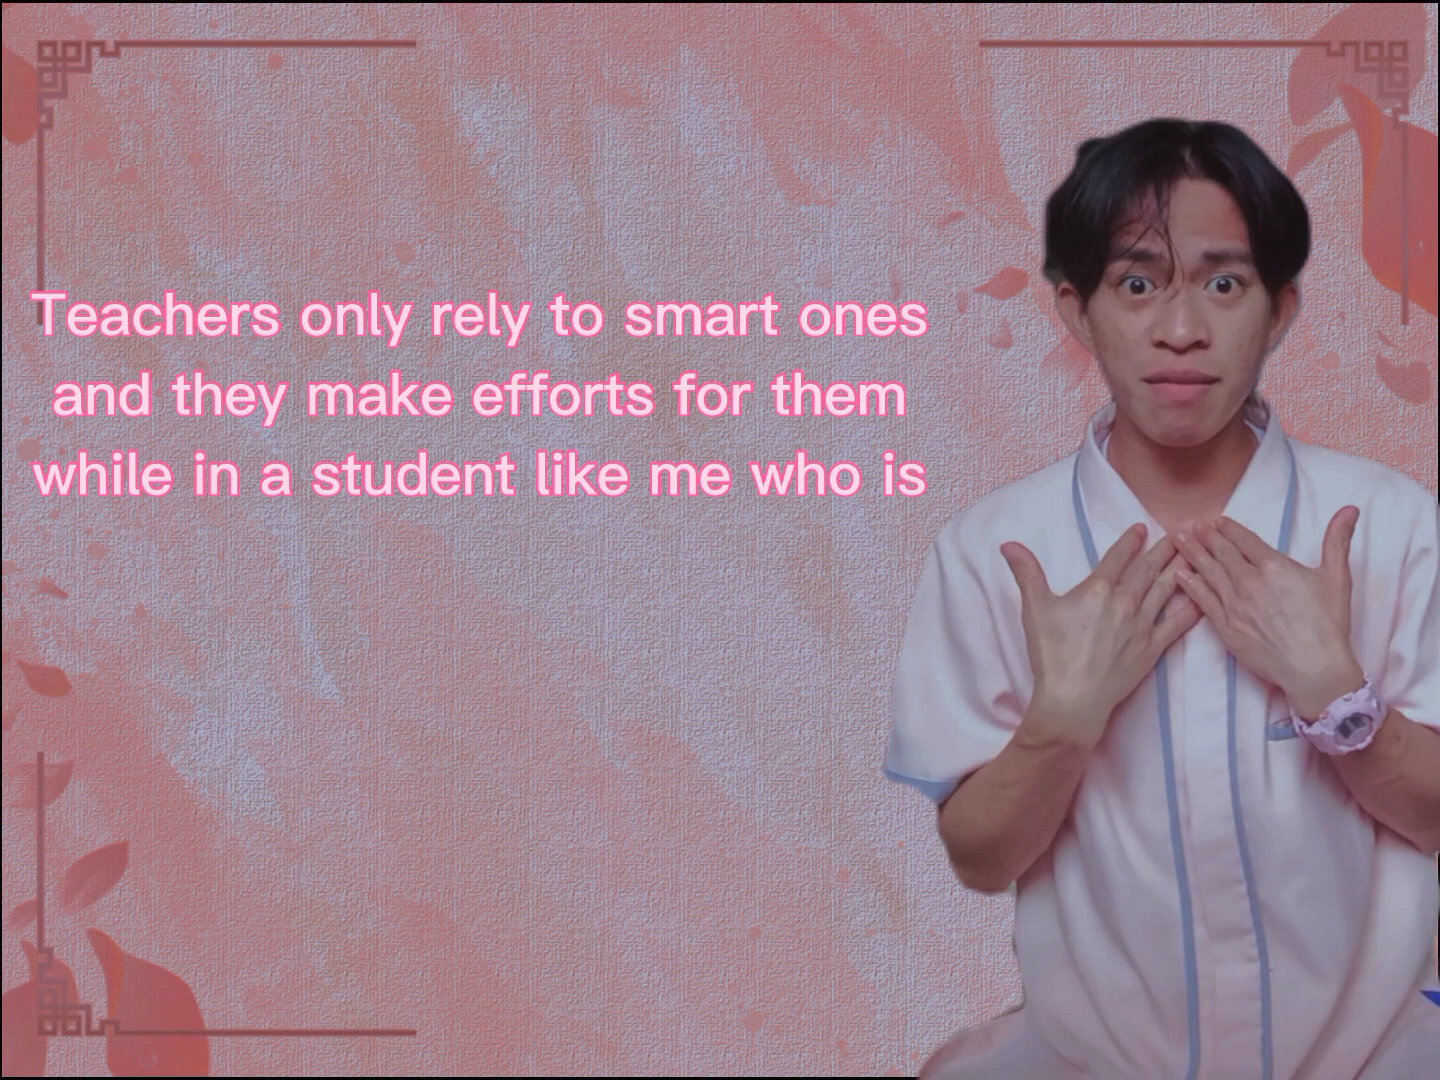 Teachers only rely to smart ones
and they make efforts for them
while in a student like me who is